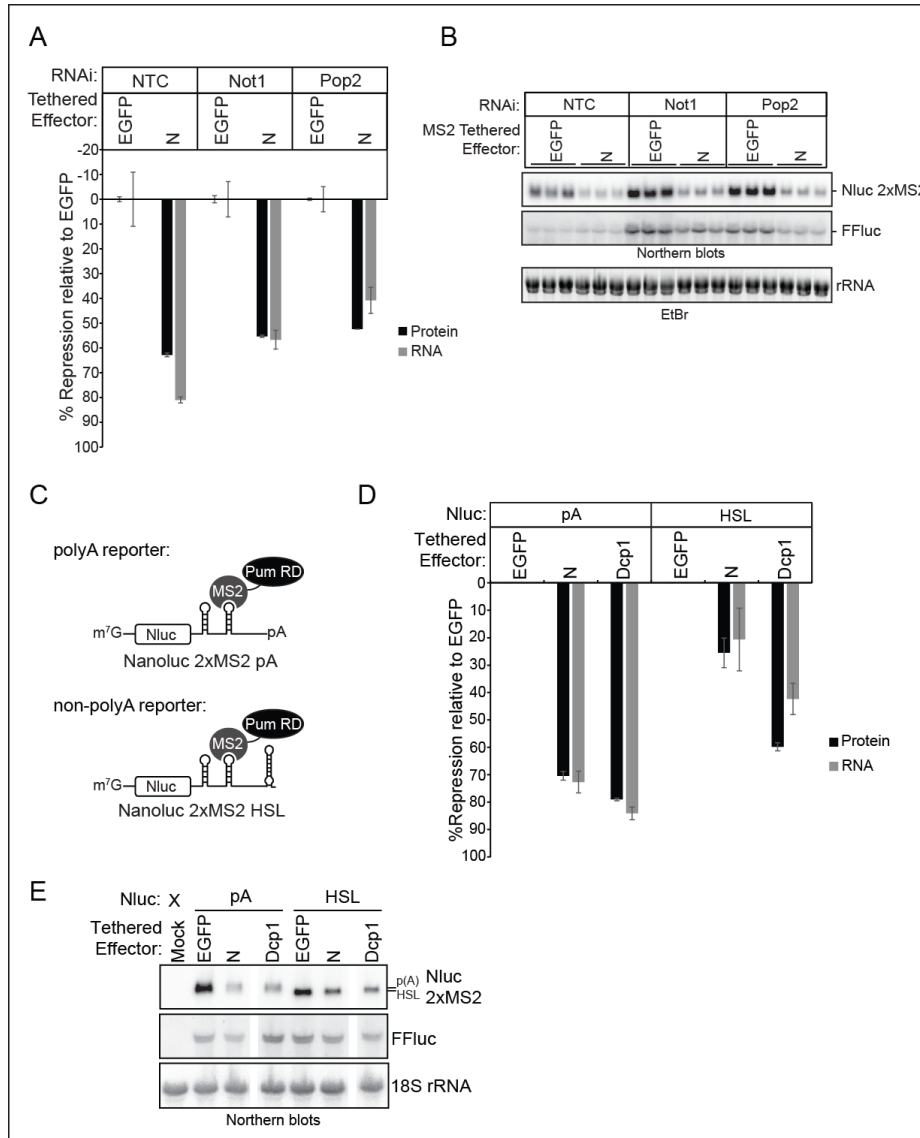 A
RNAi: NTC Not1 Pop2
Tethered
Effector: EGFP N EGFP N EGFP N
-20
-10
0
10
20
30
40
50
60
70
80
90
100
% Repression relative to EGFP
Protein
RNA
B
RNAi: NTC Not1 Pop2
MS2 Tethered
Effector: EGFP N EGFP N EGFP N
Nluc 2xMS2
FFluc
Northern blots
rRNA
EtBr
C
polyA reporter:
Pum RD
MS2
m7G Nluc pA
Nanoluc 2xMS2 pA
non-polyA reporter:
Pum RD
MS2
m7G Nluc
Nanoluc 2xMS2 HSL
D
Nluc: pA HSL
Tethered
Effector: EGFP N Dcp1 EGFP N Dcp1
0
10
20
30
40
50
60
70
80
90
100
%Repression relative to EGFP
Protein
RNA
E
Nluc: X pA HSL
Tethered
Effector: Mock EGFP N Dcp1 EGFP N Dcp1
p(A) Nluc
HSL 2xMS2
FFluc
18S rRNA
Northern blots